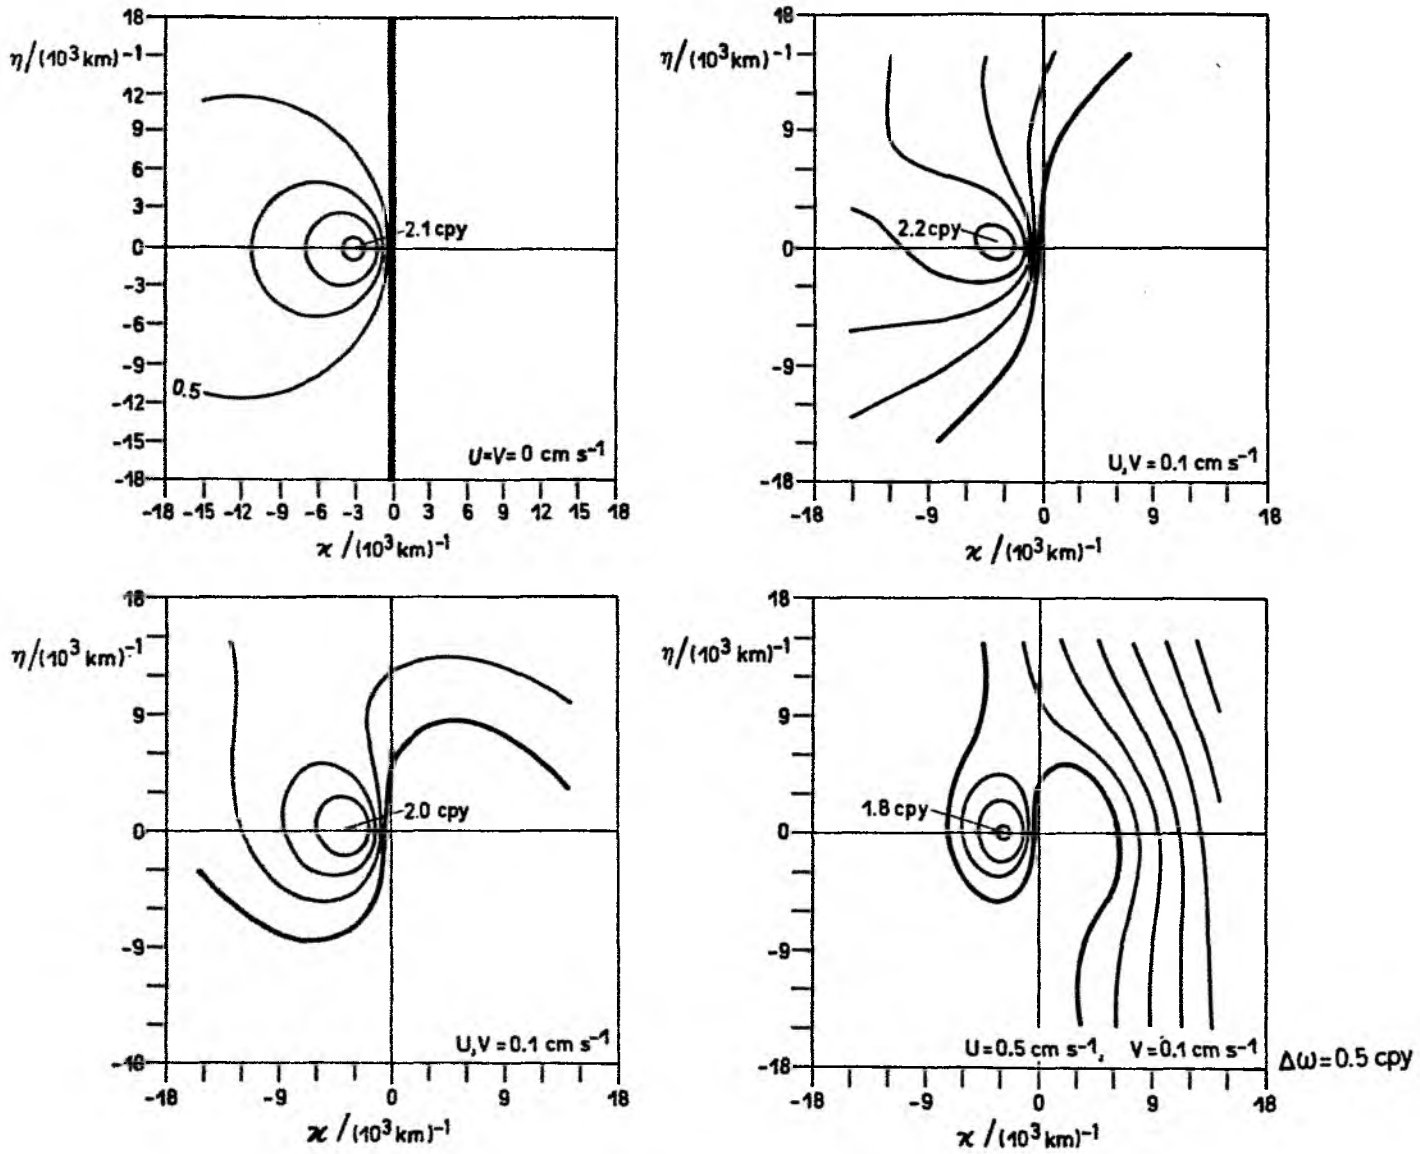 18
η/(10³ km)⁻¹
12
9
6
3
0
-3
-6
-9
-12
-15
-18
2.1 cpy
0.5
U=V= 0 cm s⁻¹
-18 -15 -12 -9 -6 -3 0 3 6 9 12 15 18
ϰ /(10³ km)⁻¹
18
η/(10³ km)⁻¹
9
0
-9
-18
2.2 cpy
U,V = 0.1 cm s⁻¹
-18 -9 0 9 18
ϰ /(10³ km)⁻¹
18
η/(10³ km)⁻¹
9
0
-9
-18
2.0 cpy
U,V = 0.1 cm s⁻¹
-18 -9 0 9 18
ϰ /(10³ km)⁻¹
18
η/(10³ km)⁻¹
9
0
-9
-18
1.8 cpy
U=0.5 cm s⁻¹, V=0.1 cm s⁻¹
Δω=0.5 cpy
-18 -9 0 9 18
ϰ /(10³ km)⁻¹